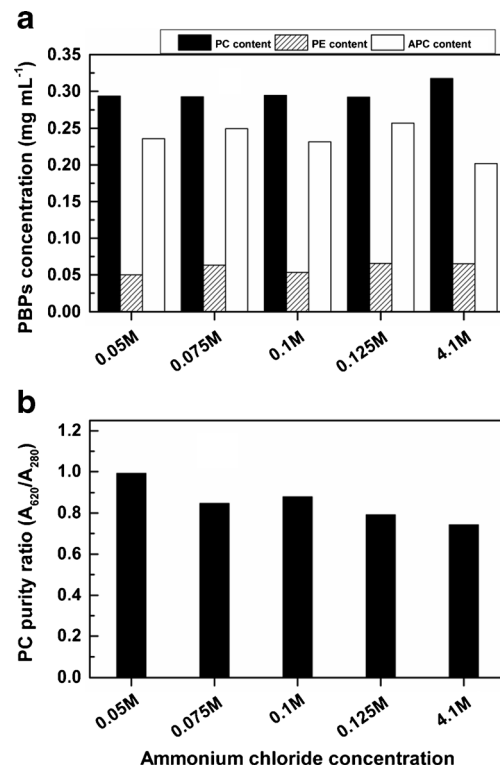 a
PC content PE content APC content
PBPs concentration (mg mL⁻¹)
0.35
0.30
0.25
0.20
0.15
0.10
0.05
0.00
0.05M 0.075M 0.1M 0.125M 4.1M
b
PC purity ratio (A₆₂₀/A₂₈₀)
1.2
1.0
0.8
0.6
0.4
0.2
0.0
0.05M 0.075M 0.1M 0.125M 4.1M
Ammonium chloride concentration